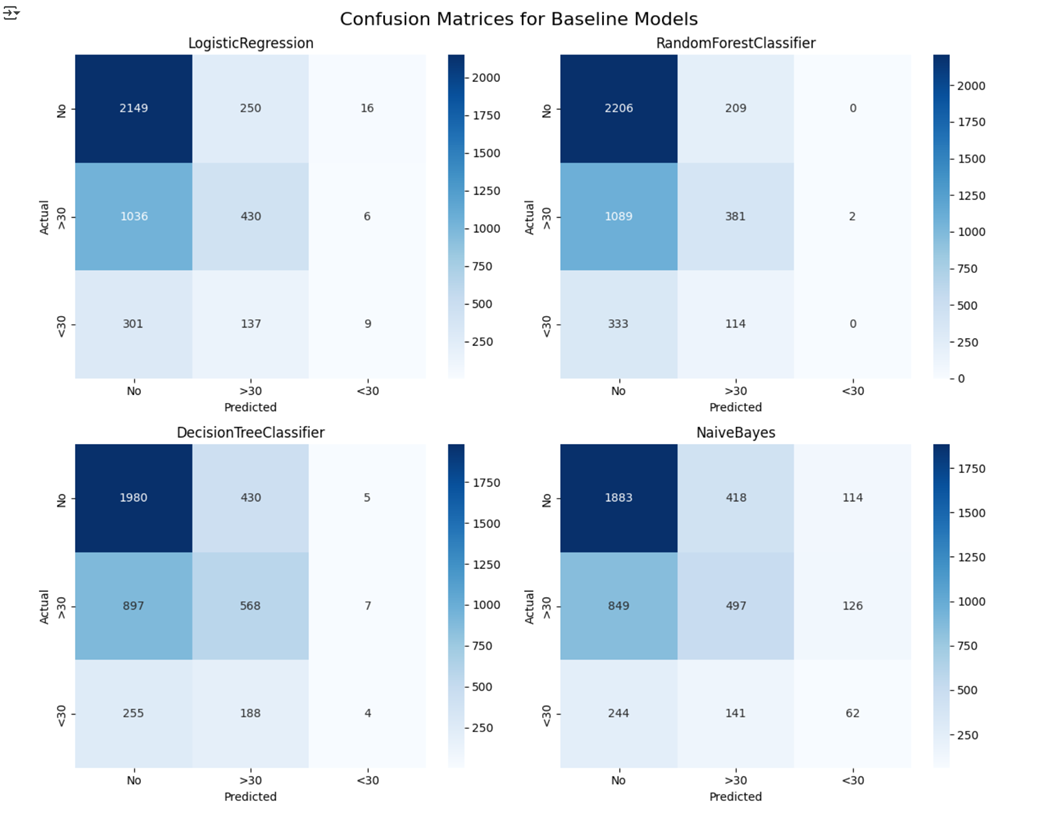 Confusion Matrices for Baseline Models
LogisticRegression
No 2149 250 16
>30 1036 430 6
<30 301 137 9
Actual
No >30 <30
Predicted
2000
1750
1500
1250
1000
750
500
250
RandomForestClassifier
No 2206 209 0
>30 1089 381 2
<30 333 114 0
Actual
No >30 <30
Predicted
2000
1750
1500
1250
1000
750
500
250
0
DecisionTreeClassifier
No 1980 430 5
>30 897 568 7
<30 255 188 4
Actual
No >30 <30
Predicted
1750
1500
1250
1000
750
500
250
NaiveBayes
No 1883 418 114
>30 849 497 126
<30 244 141 62
Actual
No >30 <30
Predicted
1750
1500
1250
1000
750
500
250